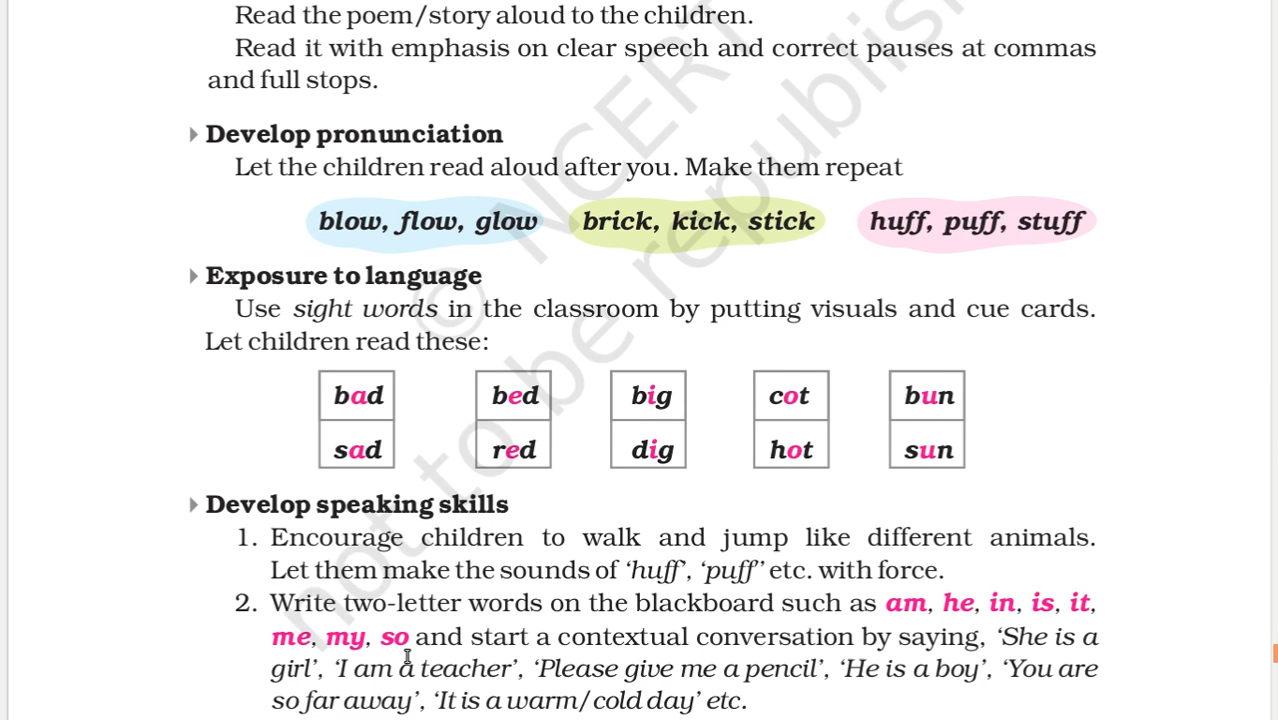 Read the poem/story aloud to the children.
Read it with emphasis on clear speech and correct pauses at commas
and full stops.
Develop pronunciation
Let the children read aloud after you. Make them repeat
blow, flow, glow brick, kick, stick huff, puff, stuff
Exposure to language
Use sight words in the classroom by putting visuals and cue cards.
Let children read these:
bad bed big cot bun
sad red dig hot sun
Develop speaking skills
1. Encourage children to walk and jump like different animals.
Let them make the sounds of ‘huff’, ‘puff’ etc. with force.
2. Write two-letter words on the blackboard such as am, he, in, is, it,
me, my, so and start a contextual conversation by saying, ‘She is a
girl’, ‘I am a teacher’, ‘Please give me a pencil’, ‘He is a boy’, ‘You are
so far away’, ‘It is a warm/cold day’ etc.
© NCERT
not to be republish